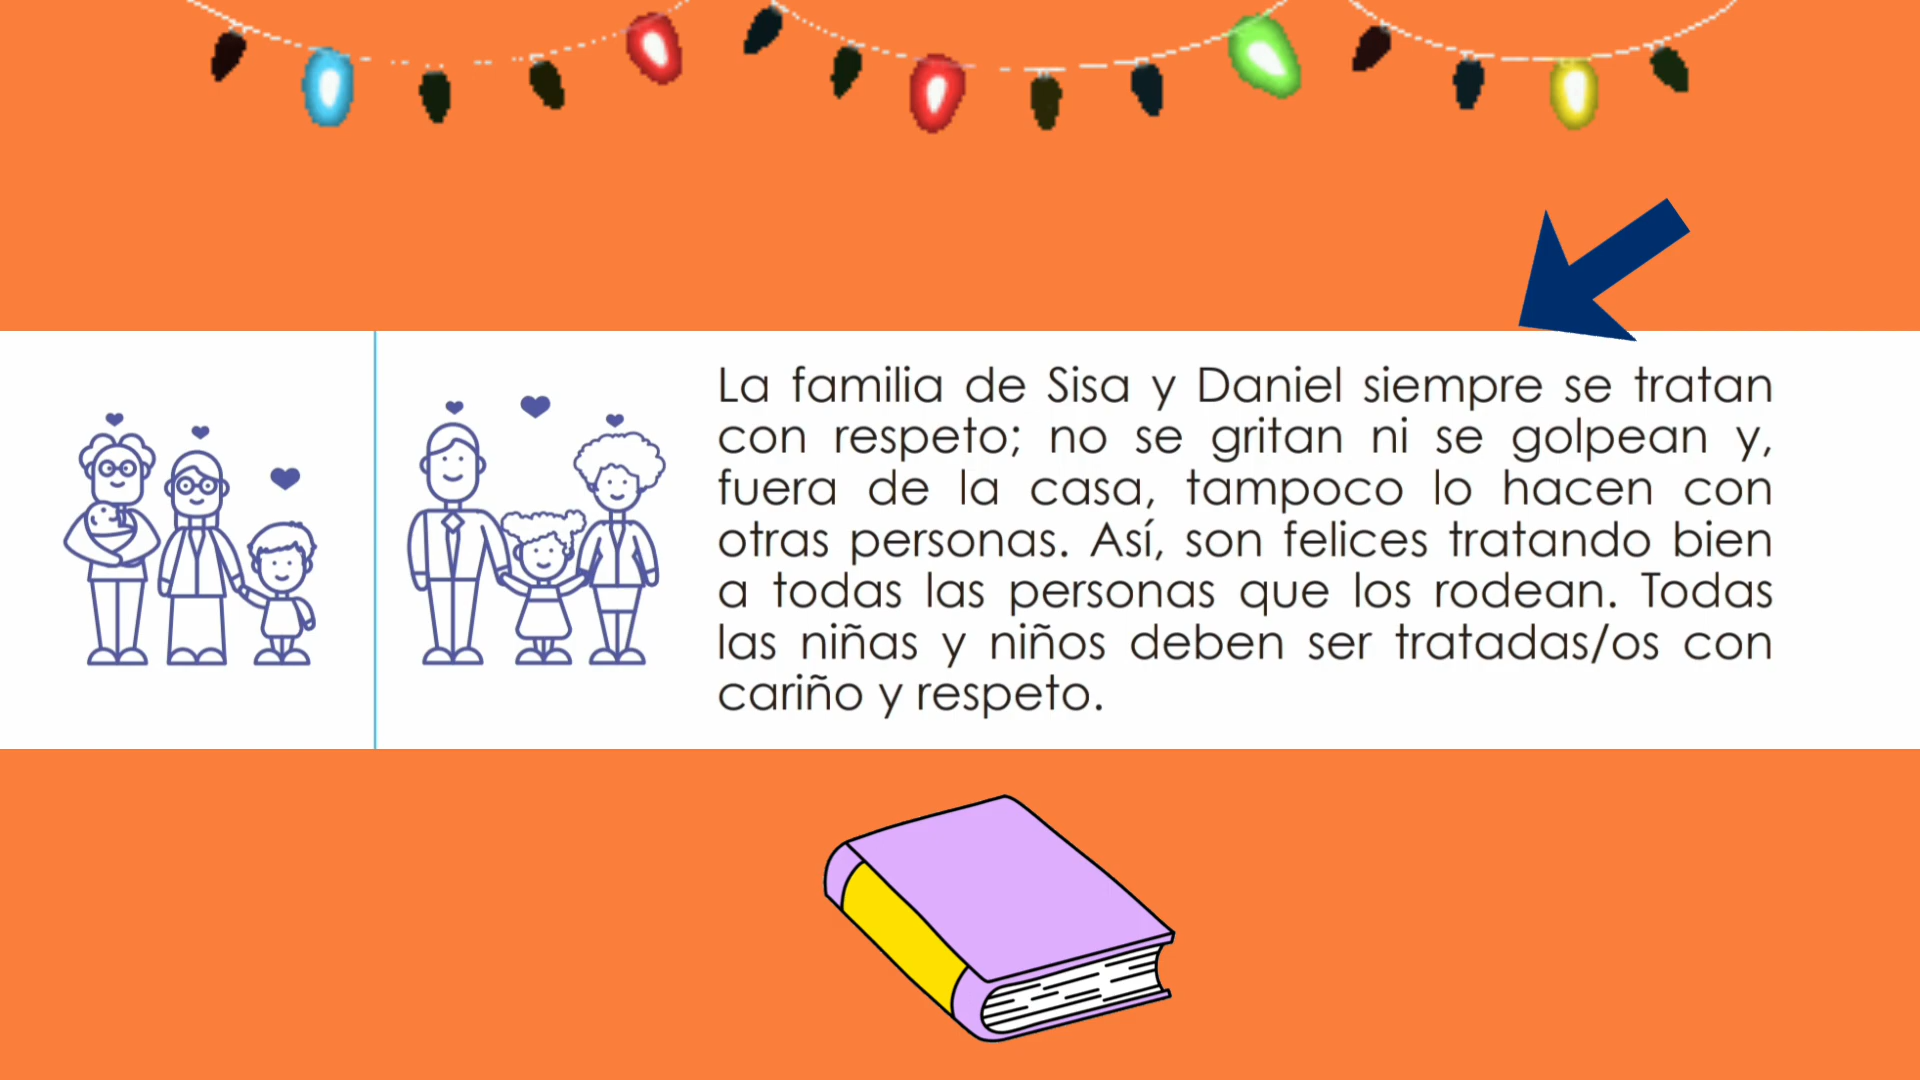 La familia de Sisa y Daniel siempre se tratan
con respeto; no se gritan ni se golpean y,
fuera de la casa, tampoco lo hacen con
otras personas. Así, son felices tratando bien
a todas las personas que los rodean. Todas
las niñas y niños deben ser tratadas/os con
cariño y respeto.